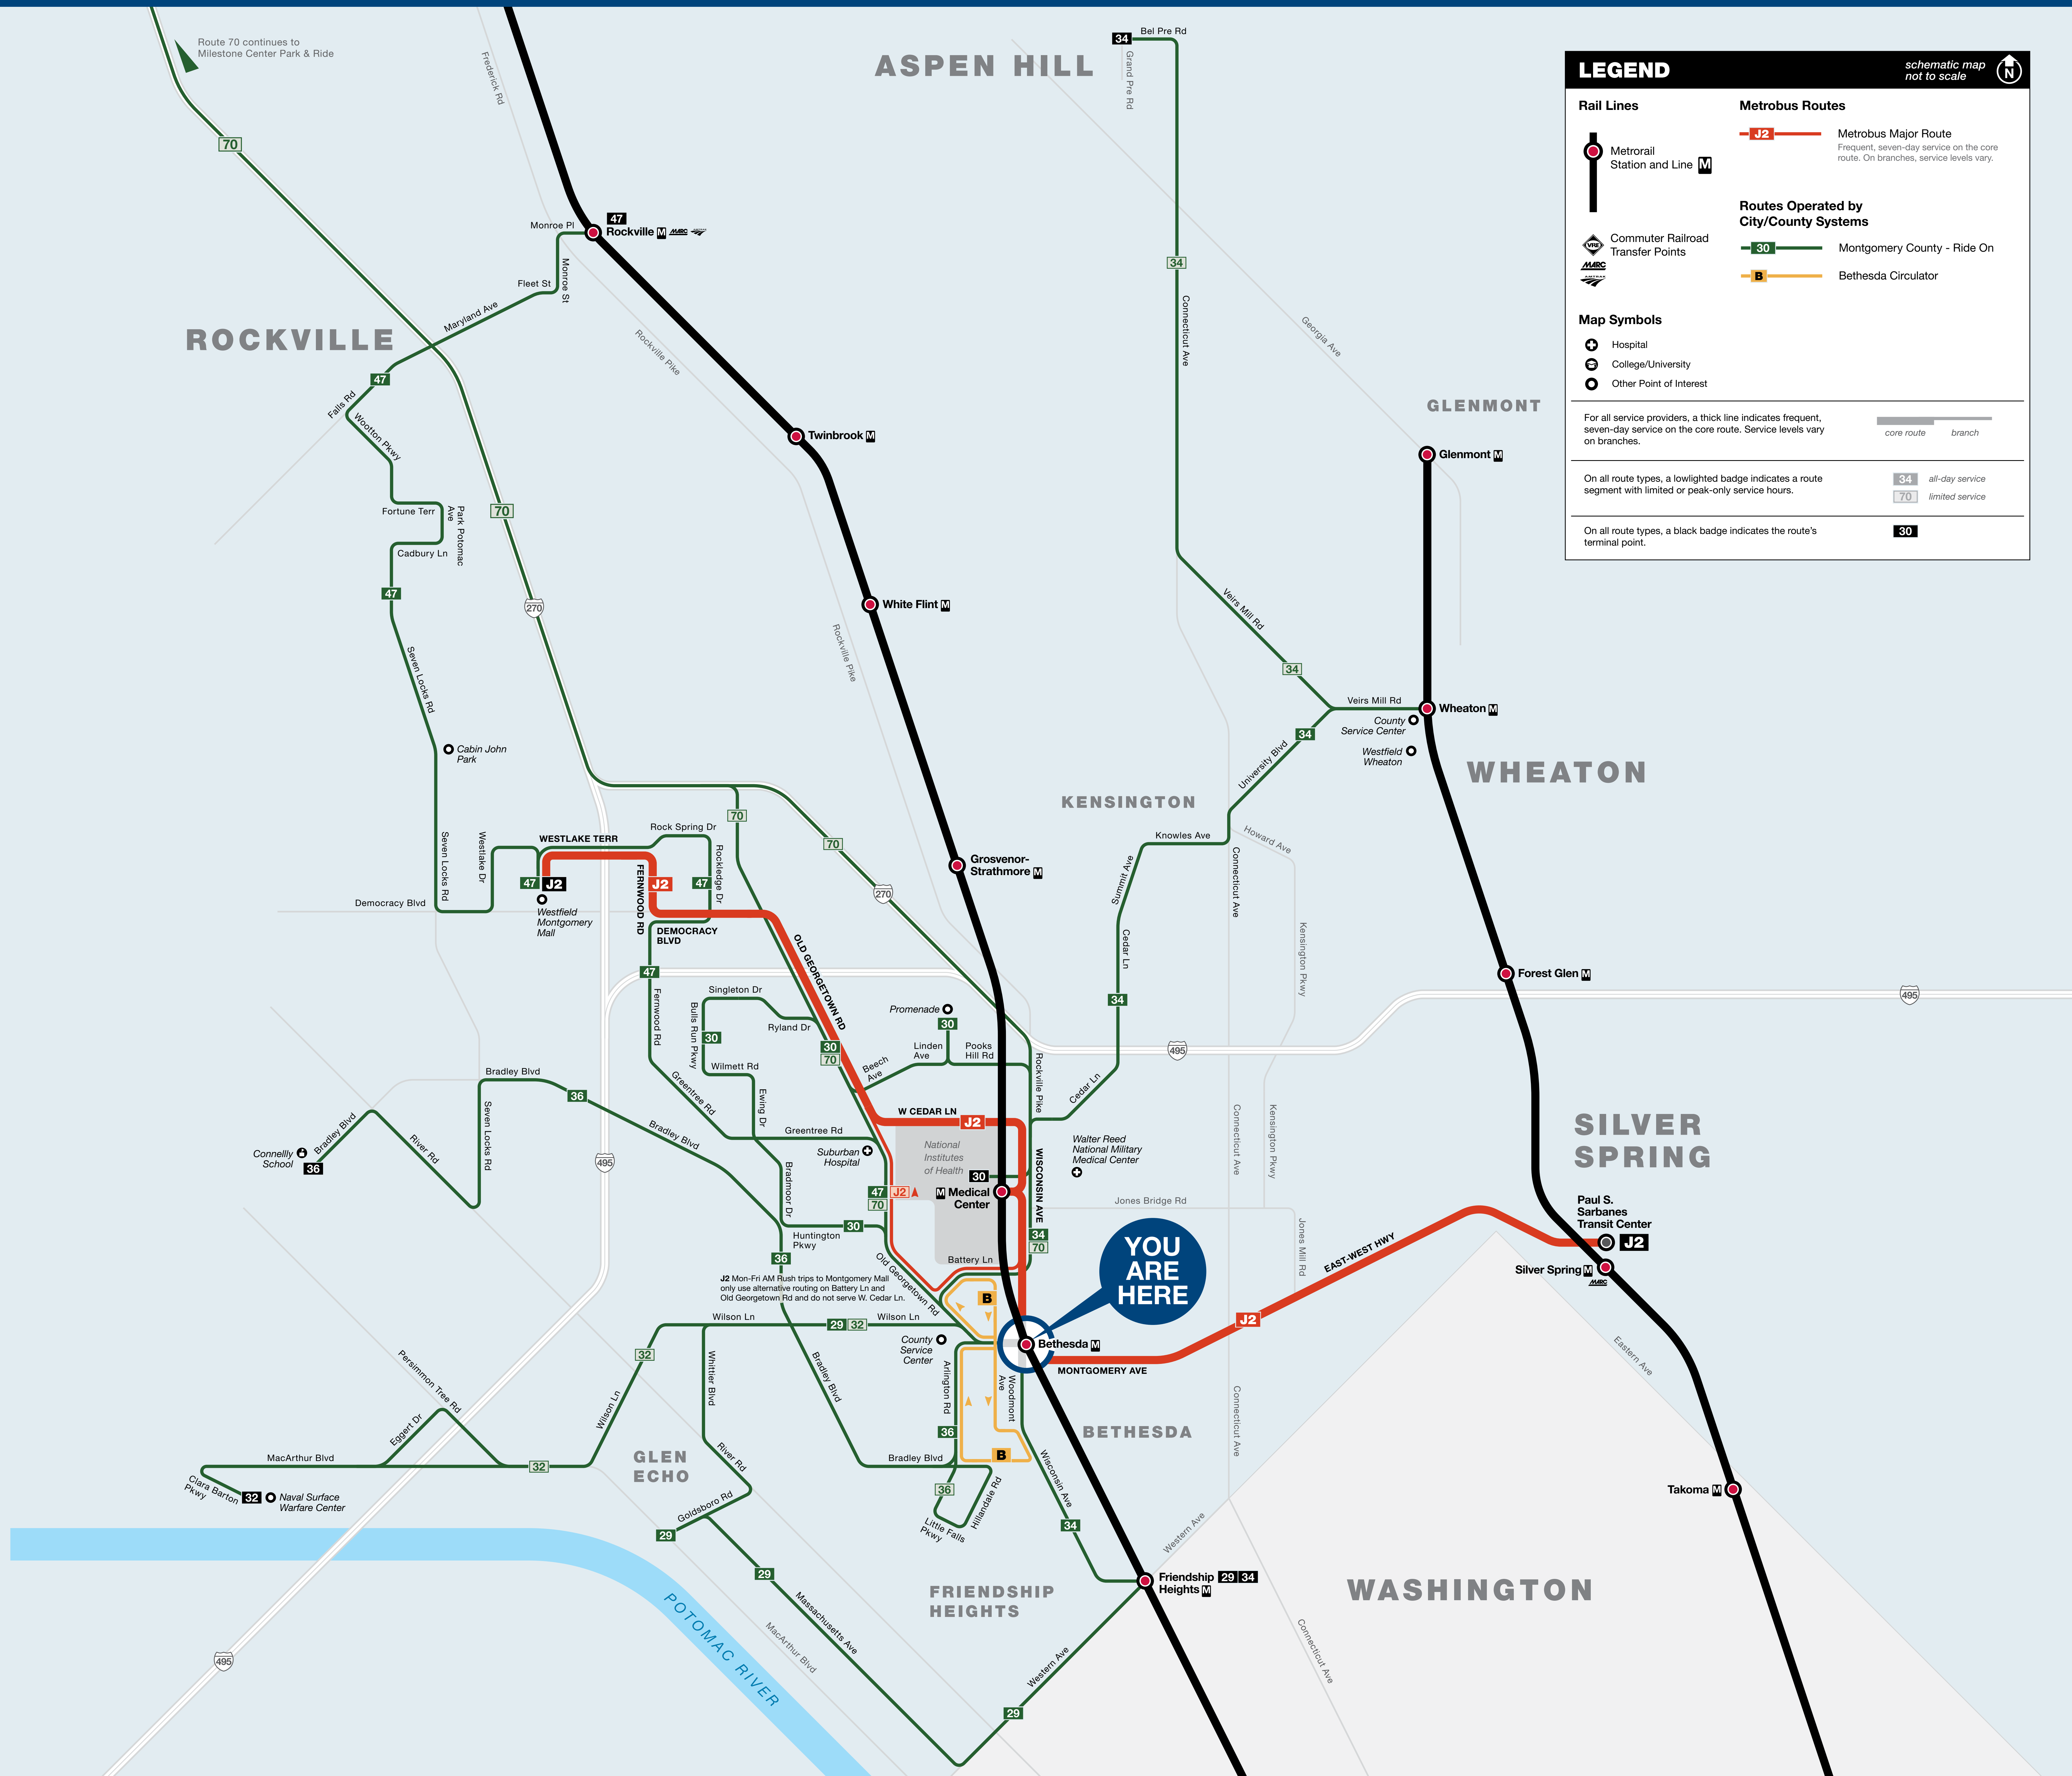 Route 70 continues to
Milestone Center Park & Ride
Frederick Rd
ASPEN HILL
34
Bel Pre Rd
Grand Pre Rd
LEGEND
schematic map
not to scale
N
Rail Lines
Metrorail
Station and Line M
VRE
MARC
AMTRAK
Commuter Railroad
Transfer Points
Metrobus Routes
J2
Metrobus Major Route
Frequent, seven-day service on the core
route. On branches, service levels vary.
Routes Operated by
City/County Systems
30
Montgomery County - Ride On
B
Bethesda Circulator
Map Symbols
Hospital
College/University
Other Point of Interest
For all service providers, a thick line indicates frequent,
seven-day service on the core route. Service levels vary
on branches.
core route
branch
On all route types, a lowlighted badge indicates a route
segment with limited or peak-only service hours.
34
all-day service
70
limited service
On all route types, a black badge indicates the route's
terminal point.
30
70
47
Rockville M MARC
Monroe Pl
Monroe St
Fleet St
Maryland Ave
ROCKVILLE
47
Falls Rd
Wootton Pkwy
Rockville Pike
34
Connecticut Ave
Georgia Ave
GLENMONT
Twinbrook M
Glenmont M
70
Fortune Terr
Park Potomac
Ave
Cadbury Ln
47
270
White Flint M
Rockville Pike
Veirs Mill Rd
34
Seven Locks Rd
Veirs Mill Rd
Wheaton M
County
Service Center
Westfield
Wheaton
34
University Blvd
Cabin John
Park
WHEATON
KENSINGTON
70
70
Rock Spring Dr
WESTLAKE TERR
Seven Locks Rd
Westlake Dr
Knowles Ave
Howard Ave
Connecticut Ave
Summit Ave
Grosvenor-
Strathmore M
Rockledge Dr
47
J2
FERNWOOD RD
J2
47
270
Democracy Blvd
Westfield
Montgomery
Mall
DEMOCRACY
BLVD
OLD GEORGETOWN RD
Cedar Ln
Kensington Pkwy
47
Forest Glen M
495
Singleton Dr
Fernwood Rd
Bulls Run Pkwy
34
Promenade
30
Ryland Dr
30
30
70
Linden
Ave
Pooks
Hill Rd
495
Beech
Ave
Rockville Pike
Wilmett Rd
Bradley Blvd
36
Greentree Rd
Ewing Dr
Cedar Ln
W CEDAR LN
J2
Seven Locks Rd
Bradley Blvd
River Rd
Bradley Blvd
Connecticut Ave
Kensington Pkwy
SILVER
SPRING
Greentree Rd
Suburban
Hospital
National
Institutes
of Health
Walter Reed
National Military
Medical Center
WISCONSIN AVE
Connellly
School
36
495
Bradmoor Dr
30
47
J2
70
M Medical
Center
Jones Bridge Rd
Paul S.
Sarbanes
Transit Center
J2
Jones Mill Rd
Huntington
Pkwy
30
34
70
YOU
ARE
HERE
EAST-WEST HWY
36
Old Georgetown Rd
Battery Ln
Silver Spring M
MARC
J2 Mon-Fri AM Rush trips to Montgomery Mall
only use alternative routing on Battery Ln and
Old Georgetown Rd and do not serve W. Cedar Ln.
B
J2
Wilson Ln
29 32
Wilson Ln
County
Service
Center
Bethesda M
MONTGOMERY AVE
32
Whittier Blvd
Bradley Blvd
Arlington Rd
Woodmont
Ave
Persimmon Tree Rd
Eastern Ave
Wilson Ln
Connecticut Ave
Eggert Dr
36
BETHESDA
GLEN
ECHO
MacArthur Blvd
32
River Rd
Bradley Blvd
B
Wisconsin Ave
Clara Barton
Pkwy
32
Naval Surface
Warfare Center
36
Hillandale Rd
Little Falls
Pkwy
Takoma M
Goldsboro Rd
29
34
Western Ave
29
Friendship
Heights M
29 34
FRIENDSHIP
HEIGHTS
WASHINGTON
Massachusetts Ave
POTOMAC RIVER
MacArthur Blvd
Western Ave
Connecticut Ave
495
29